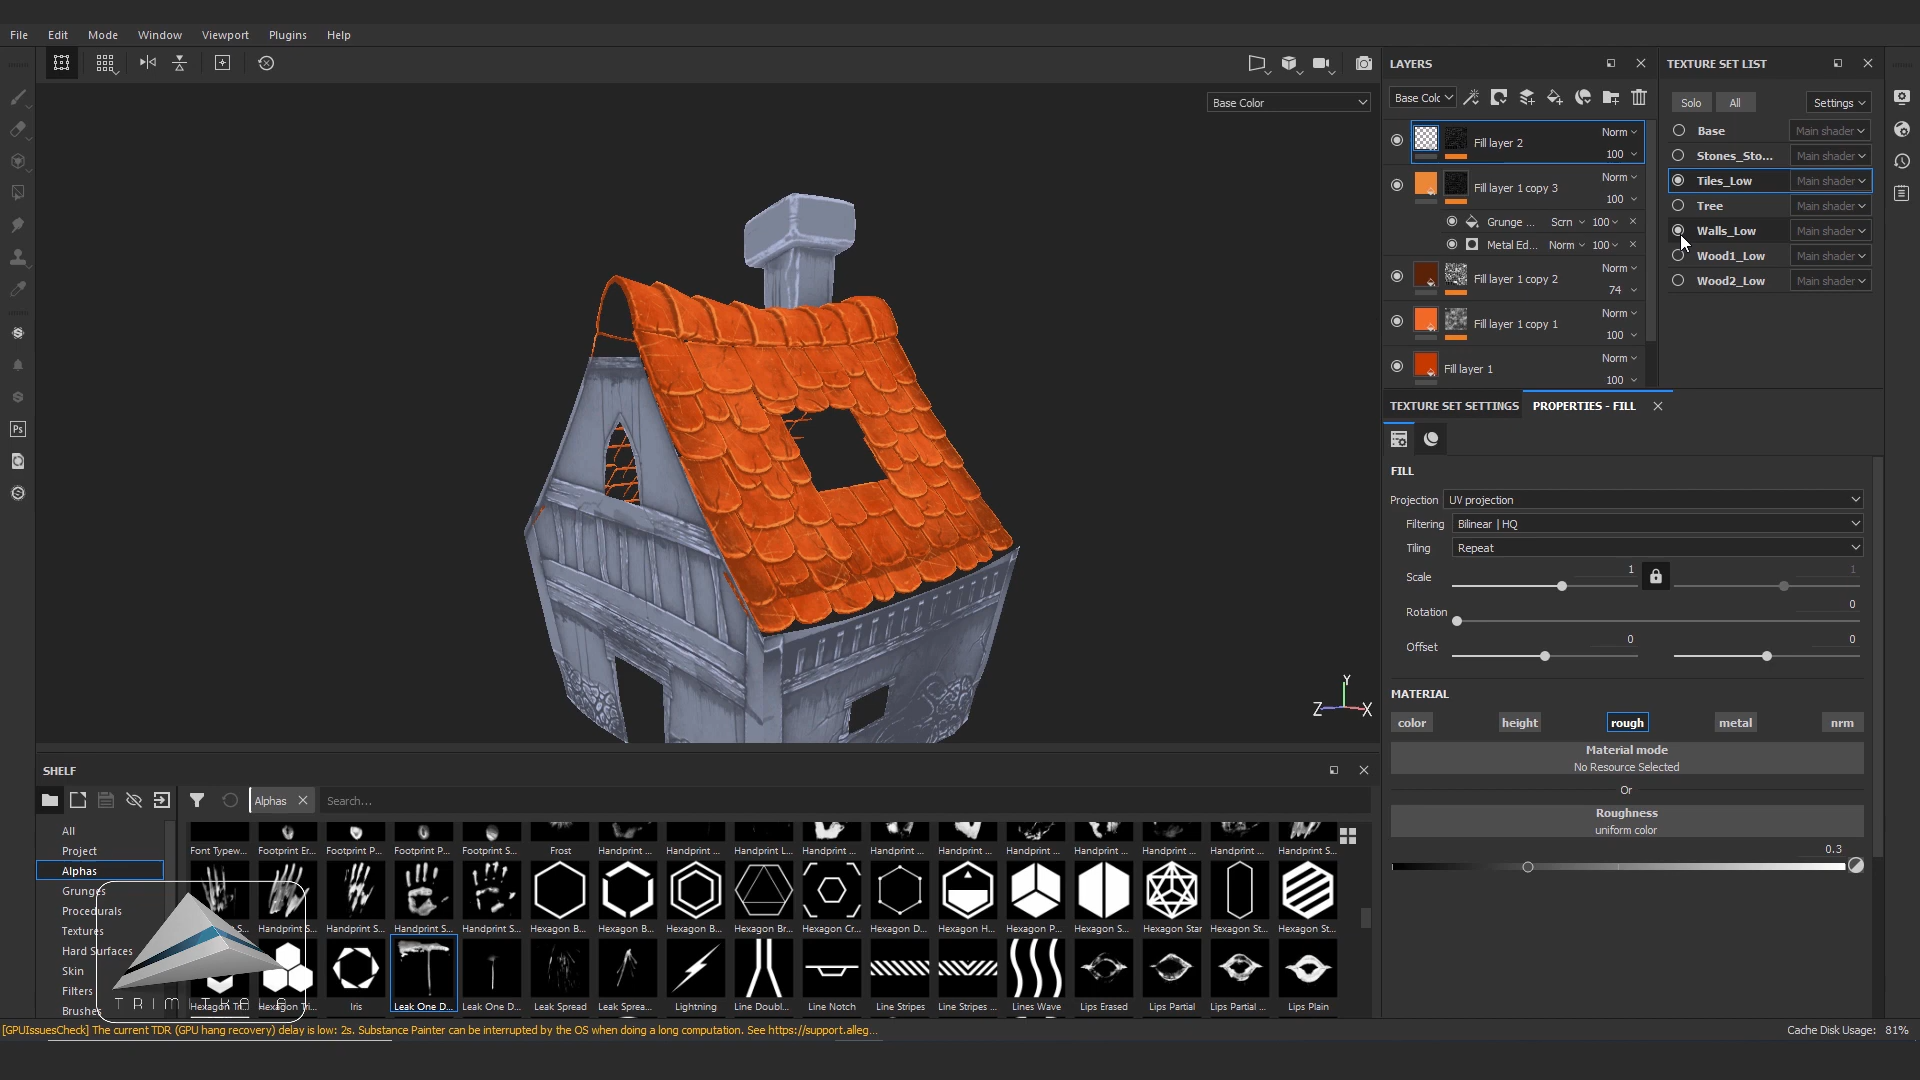 File Edit Mode Window Viewport Plugins Help
Base Color
LAYERS
Base Colc
Fill layer 2 Norm 100
Fill layer 1 copy 3 Norm 100
Grunge ... Scrn 100
Metal Ed... Norm 100
Fill layer 1 copy 2 Norm 74
Fill layer 1 copy 1 Norm 100
Fill layer 1 Norm 100
TEXTURE SET LIST
Solo All Settings
Base Main shader
Stones_Sto... Main shader
Tiles_Low Main shader
Tree Main shader
Walls_Low Main shader
Wood1_Low Main shader
Wood2_Low Main shader
TEXTURE SET SETTINGS PROPERTIES - FILL
FILL
Projection UV projection
Filtering Bilinear | HQ
Tiling Repeat
Scale 1 1
Rotation 0
Offset 0 0
MATERIAL
color height rough metal nrm
Material mode
No Resource Selected
Or
Roughness
uniform color
0.3
Y
Z X
Ps
SHELF
Alphas Search...
All
Project
Alphas
Grunges
Procedurals
Textures
Hard Surfaces
Skin
Filters
Brushes
Font Typew... Footprint Er... Footprint P... Footprint P... Footprint S... Frost Handprint ... Handprint ... Handprint L... Handprint ... Handprint ... Handprint ... Handprint ... Handprint ... Handprint ... Handprint ... Handprint S...
Handprint S... Handprint S... Handprint S... Handprint S... Hexagon B... Hexagon B... Hexagon B... Hexagon Br... Hexagon Cr... Hexagon D... Hexagon H... Hexagon P... Hexagon S... Hexagon Star Hexagon St... Hexagon St...
Hexagon Tri... Iris Leak One D... Leak One D... Leak Spread Leak Sprea... Lightning Line Doubl... Line Notch Line Stripes Line Stripes ... Lines Wave Lips Erased Lips Partial Lips Partial ... Lips Plain
[GPUIssuesCheck] The current TDR (GPU hang recovery) delay is low: 2s. Substance Painter can be interrupted by the OS when doing a long computation. See https://support.alleg...
Cache Disk Usage: 81%